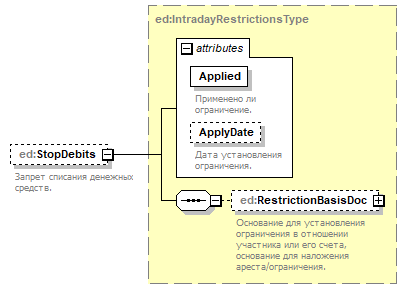 ed:IntradayRestrictionsType
attributes
Applied
Применено ли
ограничение.
ApplyDate
Дата установления
ограничения.
ed:StopDebits
Запрет списания денежных
средств.
ed:RestrictionBasisDoc
Основание для установления
ограничения в отношении
участника или его счета,
основание для наложения
ареста/ограничения.